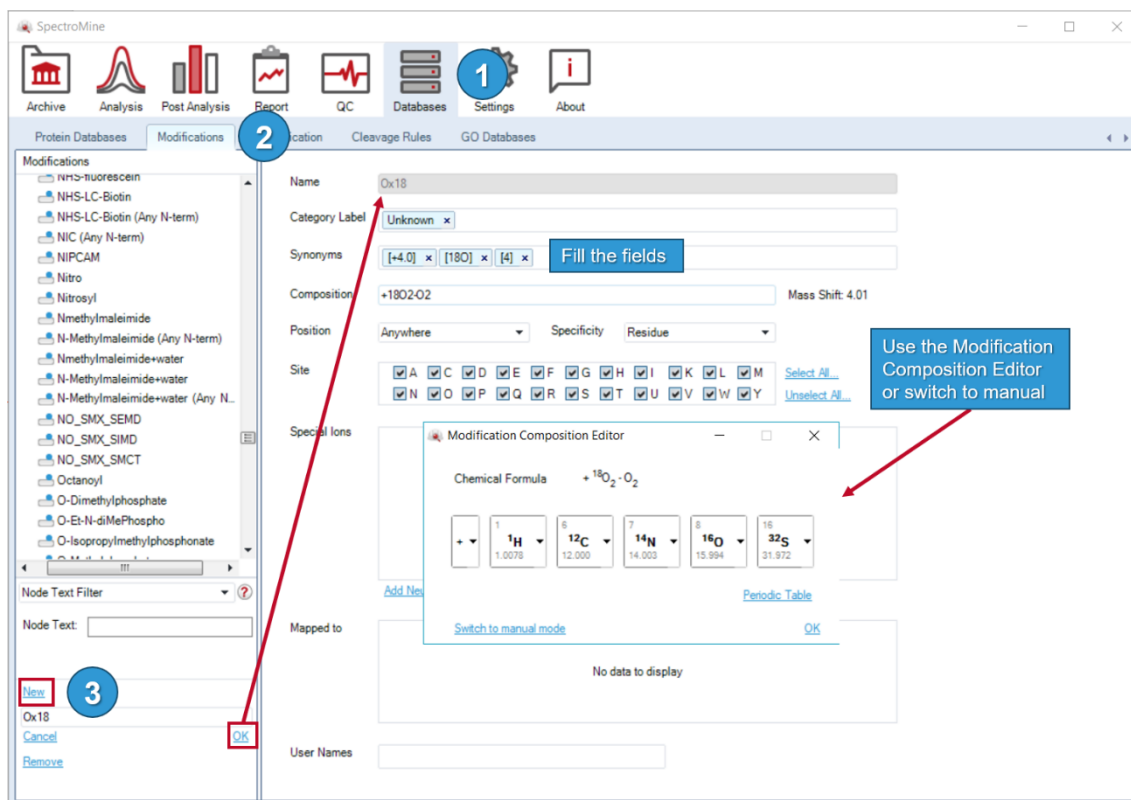 SpectroMine
Archive Analysis Post Analysis Report QC Databases Settings About
1
Protein Databases Modifications 2 ication Cleavage Rules GO Databases
Modifications
NHS-fluorescein
NHS-LC-Biotin
NHS-LC-Biotin (Any N-term)
NIC (Any N-term)
NIPCAM
Nitro
Nitrosyl
Nmethylmaleimide
N-Methylmaleimide (Any N-term)
Nmethylmaleimide+water
N-Methylmaleimide+water
N-Methylmaleimide+water (Any N...
NO_SMX_SEMD
NO_SMX_SIMD
NO_SMX_SMCT
Octanoyl
O-Dimethylphosphate
O-Et-N-diMePhospho
O-Isopropylmethylphosphonate
Node Text Filter
Node Text:
New 3
Ox18
Cancel OK
Remove
Name Ox18
Category Label Unknown x
Synonyms [+4.0] x [18O] x [4] x Fill the fields
Composition +18O2-O2 Mass Shift: 4.01
Position Anywhere Specificity Residue
Site A C D E F G H I K L M Select All...
N O P Q R S T U V W Y Unselect All...
Use the Modification
Composition Editor
or switch to manual
Special Ions
Modification Composition Editor
Chemical Formula + ¹⁸O₂ - O₂
+ 1 ¹H 1.0078 6 ¹²C 12.000 7 ¹⁴N 14.003 8 ¹⁶O 15.994 16 ³²S 31.972
Periodic Table
Switch to manual mode OK
Add New
Mapped to
No data to display
User Names